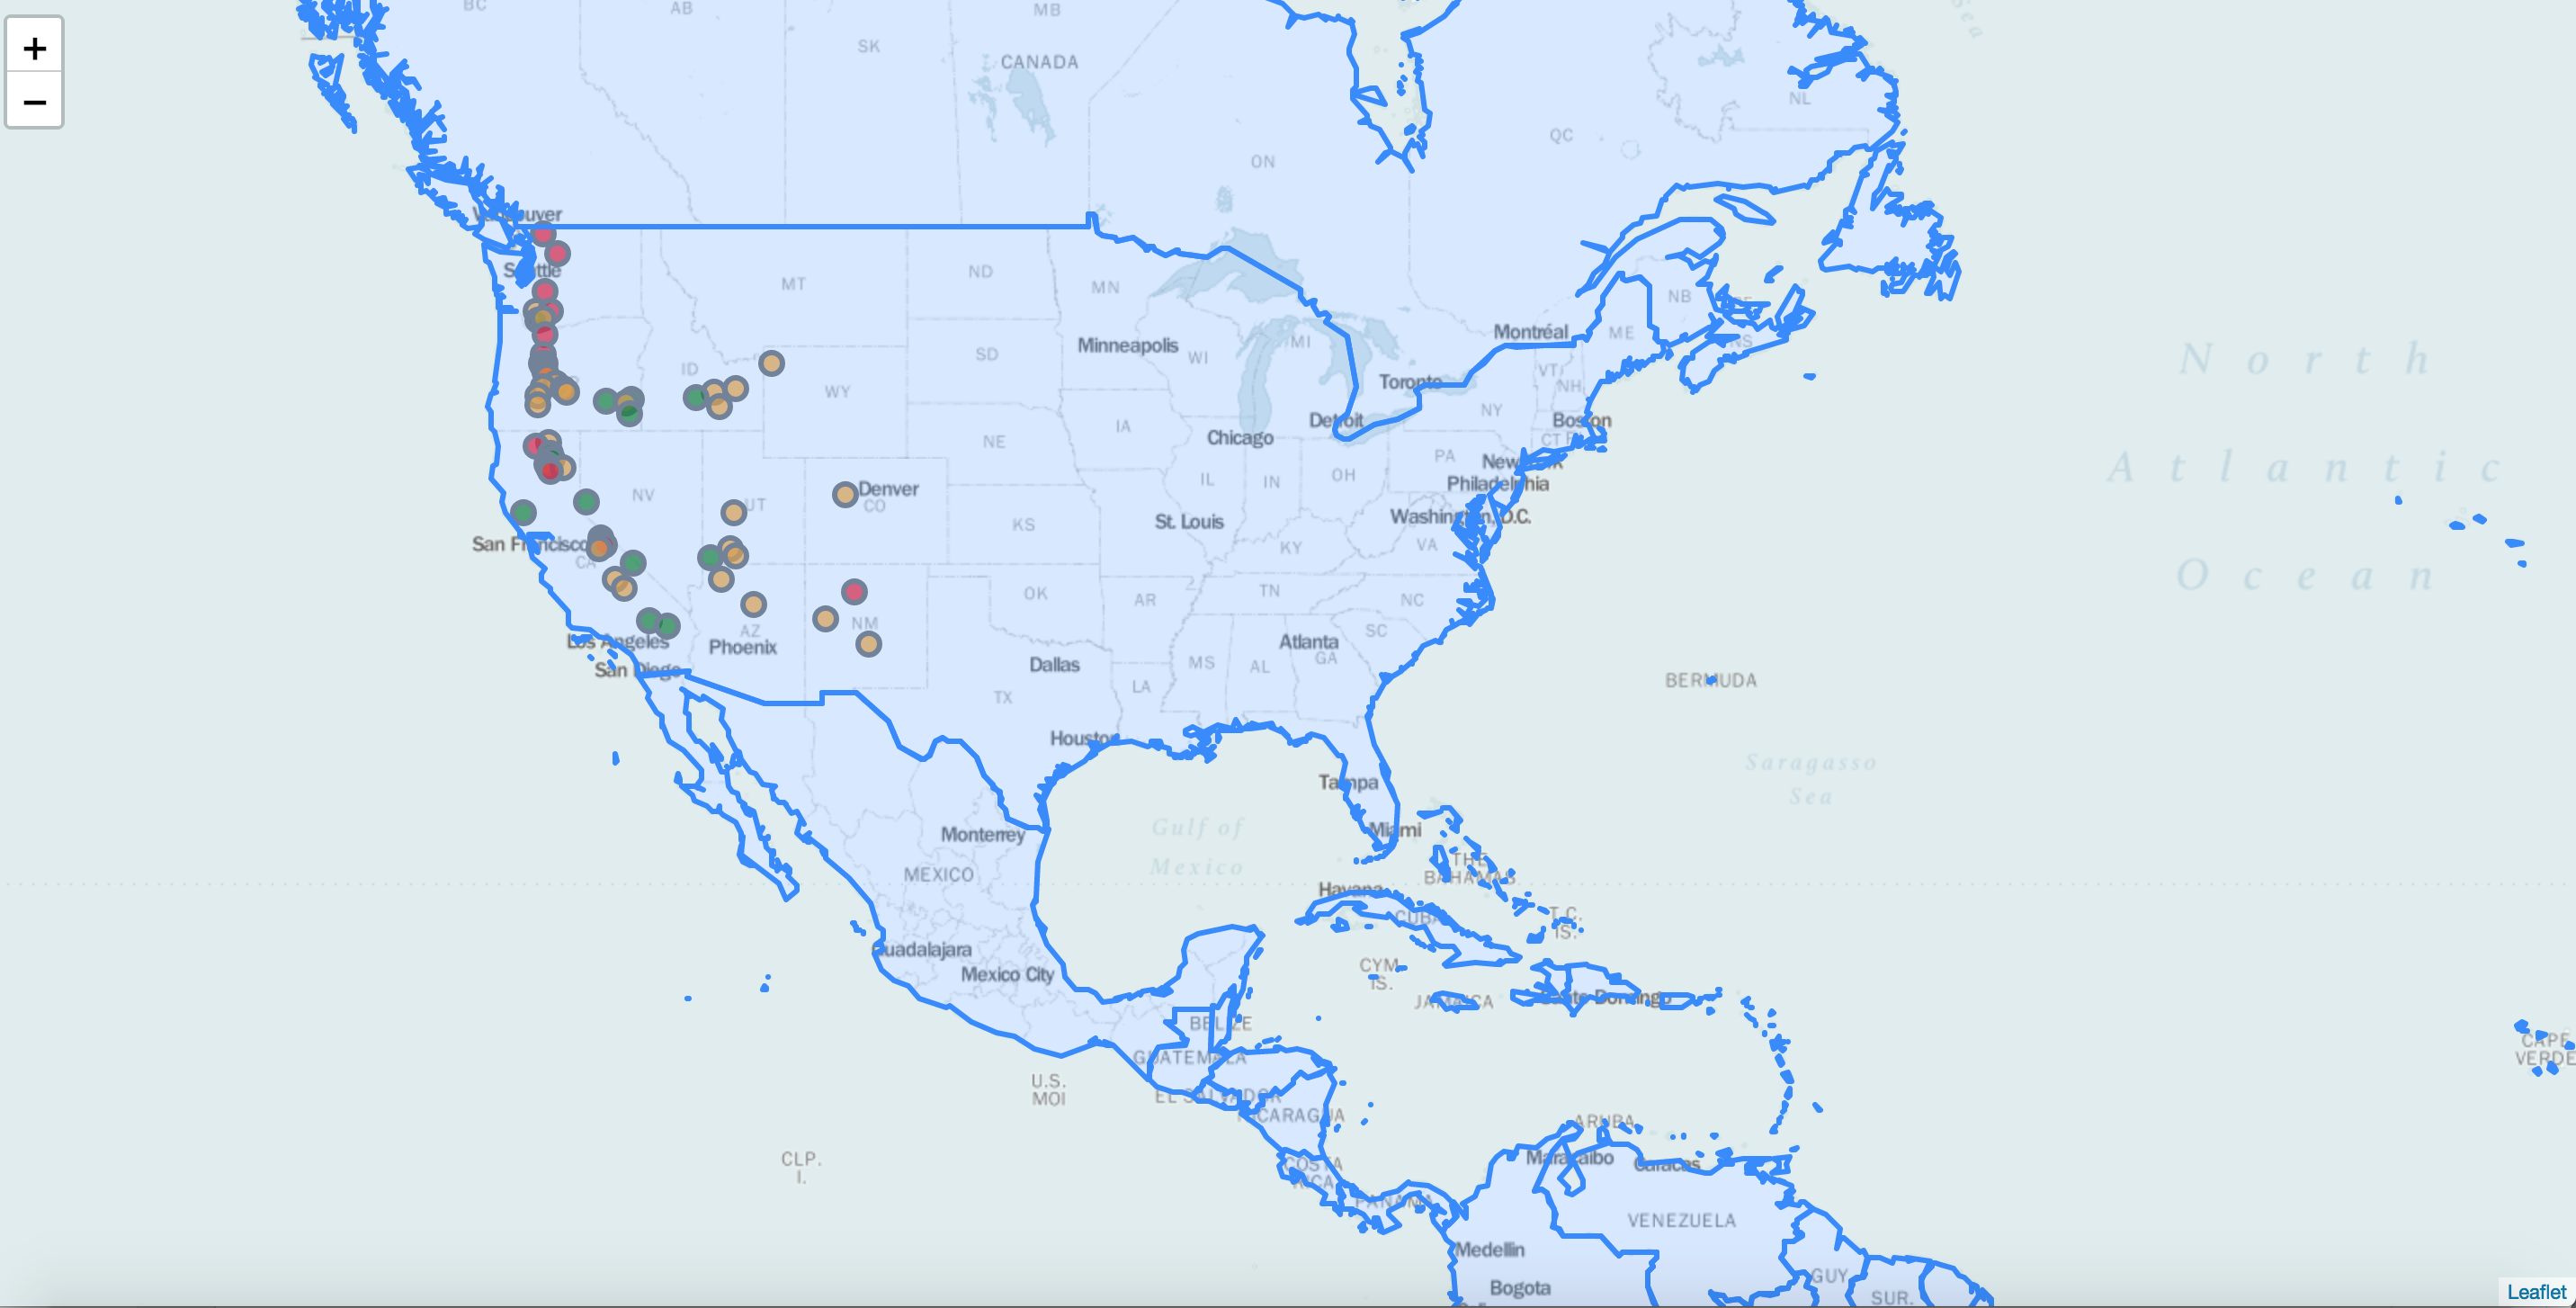 +
−
BC
AB
SK
MB
CANADA
ON
QC
NL
Sea
Vancouver
Seattle
MT
ND
MN
ID
SD
Minneapolis
WI
MI
Montréal
ME
NB
NS
WY
Toronto
VT
NH
NE
IA
Chicago
Detroit
NY
Boston
CT
PA
New York
Philadelphia
NV
UT
Denver
CO
KS
St. Louis
IL
IN
OH
Washington, D.C.
KY
VA
San Francisco
CA
OK
AR
TN
NC
Los Angeles
San Diego
AZ
Phoenix
NM
Dallas
TX
LA
MS
AL
Atlanta
GA
SC
Houston
Tampa
Miami
North
Atlantic
Ocean
BERMUDA
Saragasso
Sea
Gulf of
Mexico
Monterrey
MEXICO
Guadalajara
Mexico City
Havana
CUBA
THE
BAHAMAS
T.C.
IS.
CYM.
IS.
JAMAICA
Santo Domingo
BELIZE
GUATEMALA
EL SALVADOR
NICARAGUA
COSTA
RICA
PANAMA
U.S.
MOI
CLP.
I.
ARUBA
Maracaibo
Caracas
VENEZUELA
Medellin
Bogota
GUY
SUR.
CAPE
VERDE
Leaflet